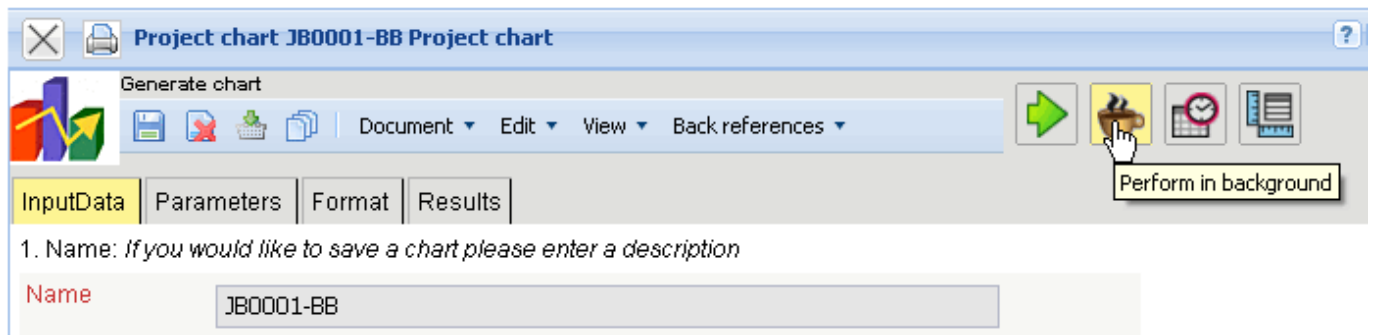 Project chart JB0001-BB Project chart
?
Generate chart
Document Edit View Back references
Perform in background
InputData Parameters Format Results
1. Name: If you would like to save a chart please enter a description
Name
JB0001-BB